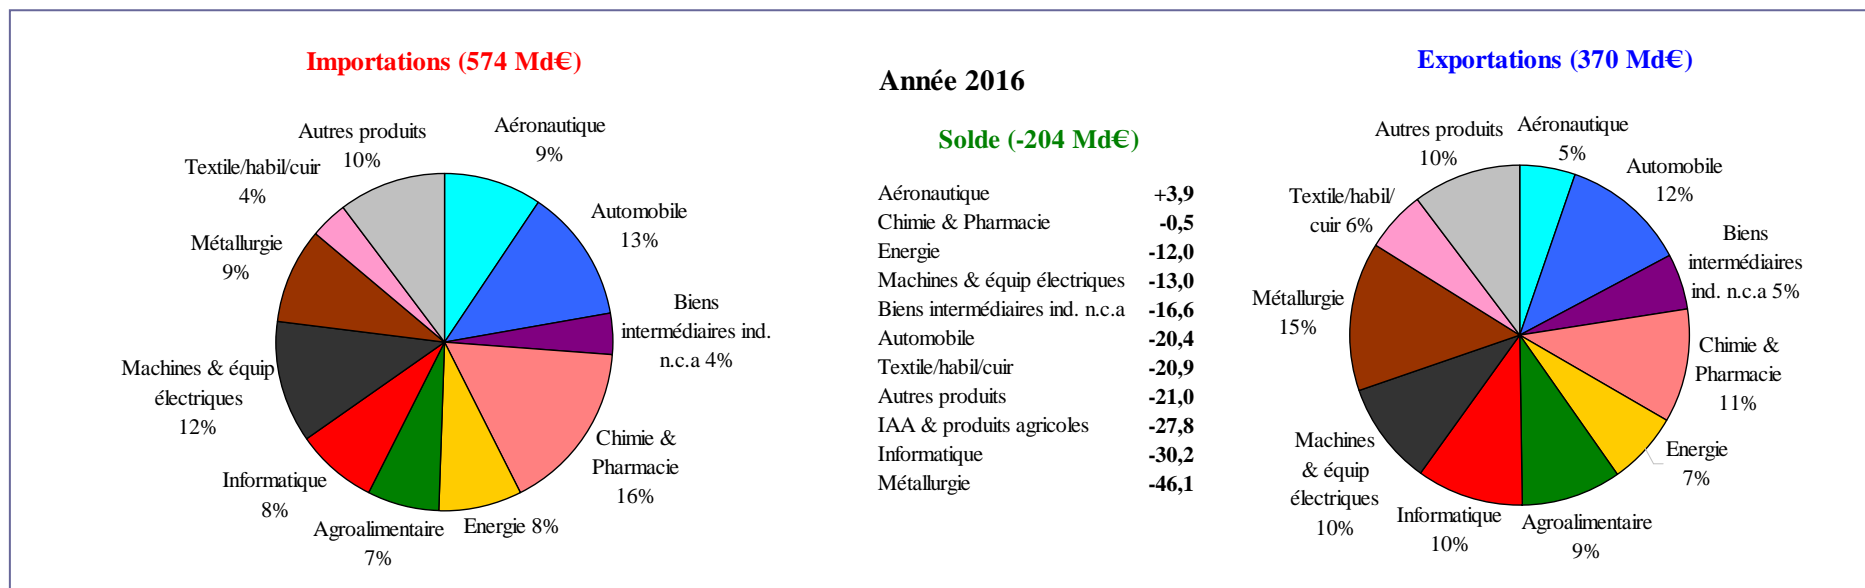 Importations (574 Md€)
Autres produits
10%
Aéronautique
9%
Textile/habil/cuir
4%
Automobile
13%
Métallurgie
9%
Biens
intermédiaires ind.
n.c.a 4%
Machines & équip
électriques
12%
Chimie &
Pharmacie
16%
Informatique
8%
Agroalimentaire
7%
Energie 8%
Année 2016
Solde (-204 Md€)
Aéronautique +3,9
Chimie & Pharmacie -0,5
Energie -12,0
Machines & équip électriques -13,0
Biens intermédiaires ind. n.c.a -16,6
Automobile -20,4
Textile/habil/cuir -20,9
Autres produits -21,0
IAA & produits agricoles -27,8
Informatique -30,2
Métallurgie -46,1
Exportations (370 Md€)
Autres produits
10%
Aéronautique
5%
Automobile
12%
Textile/habil/
cuir 6%
Biens
intermédiaires
ind. n.c.a 5%
Métallurgie
15%
Chimie &
Pharmacie
11%
Machines
& équip
électriques
10%
Energie
7%
Informatique
10%
Agroalimentaire
9%